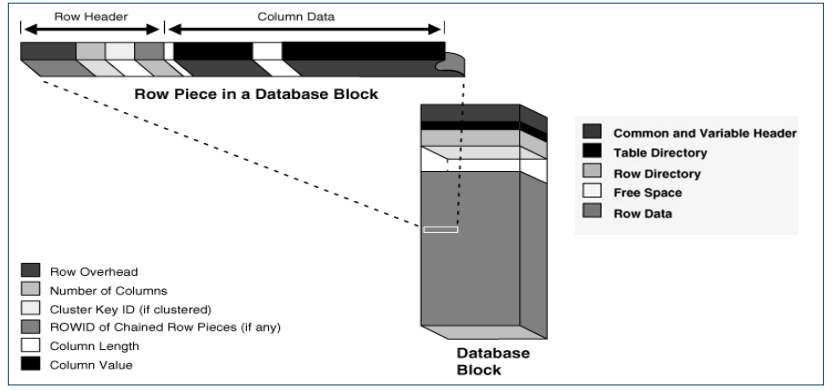 Row Header
Column Data
Row Piece in a Database Block
Common and Variable Header
Table Directory
Row Directory
Free Space
Row Data
Row Overhead
Number of Columns
Cluster Key ID (if clustered)
ROWID of Chained Row Pieces (if any)
Column Length
Column Value
Database
Block